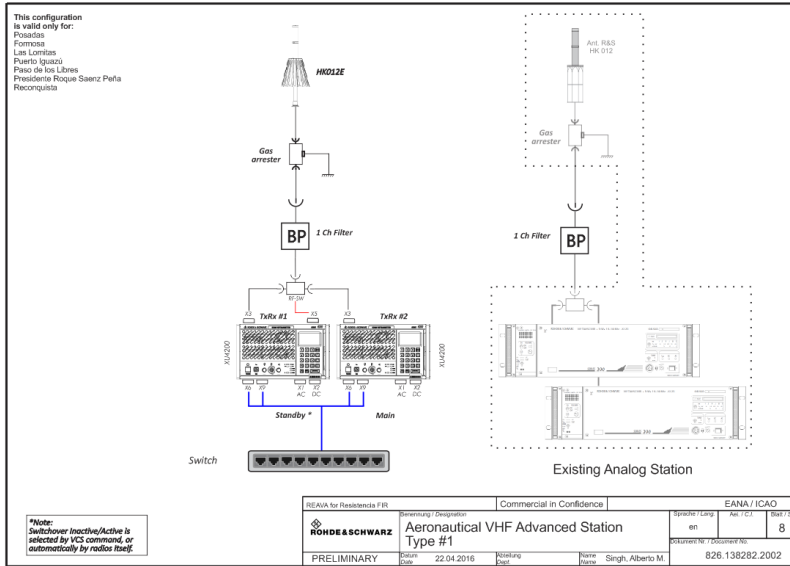 This configuration
is valid only for:
Posadas
Formosa
Las Lomitas
Puerto Iguazú
Paso de los Libres
Presidente Roque Saenz Peña
Reconquista
HK012E
Gas
arrester
BP
1 Ch Filter
RF-SW
X3
X5
X3
TxRx #1
TxRx #2
XU4200
XU4200
X6
X9
X1
AC
X2
DC
X6
X9
X1
AC
X2
DC
Standby *
Main
Switch
Ant. R&S
HK 012
Gas
arrester
1 Ch Filter
BP
Existing Analog Station
*Note:
Switchover Inactive/Active is
selected by VCS command, or
automatically by radios itself.
REAVA for Resistencia FIR
Commercial in Confidence
EANA / ICAO
ROHDE & SCHWARZ
Benennung / Designation
Aeronautical VHF Advanced Station
Type #1
Sprache / Lang.
en
Aei. / C.I.
Blatt / S
8
Dokument Nr. / Document No.
826.138282.2002
PRELIMINARY
Datum
Date
22.04.2016
Abteilung
Dept.
Name
Name
Singh, Alberto M.